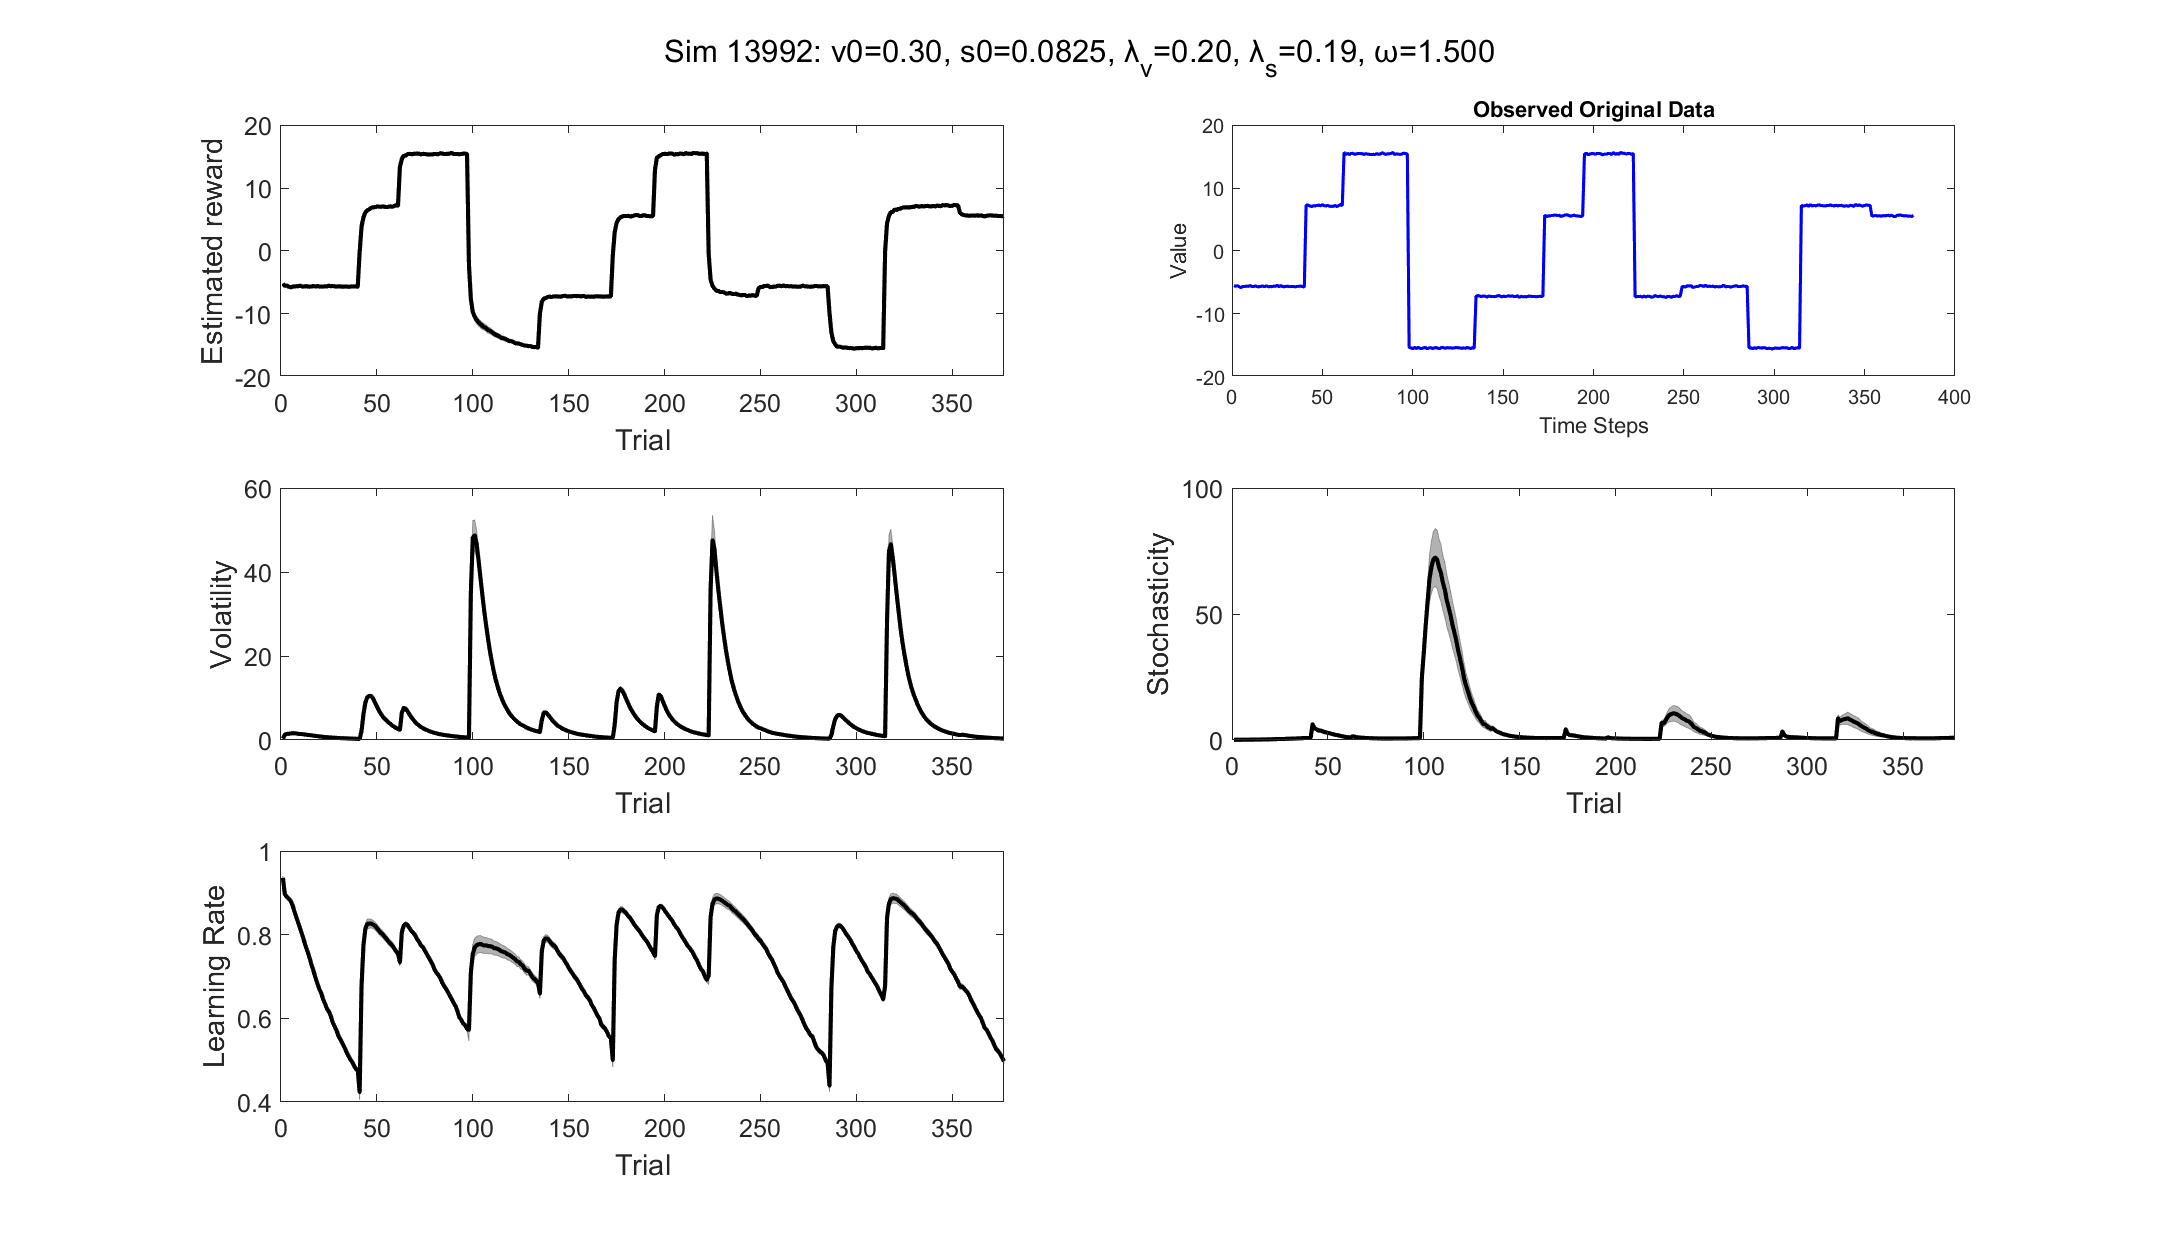 Sim 13992: v0=0.30, s0=0.0825, λ_v=0.20, λ_s=0.19, ω=1.500
20
10
0
-10
-20
Estimated reward
0 50 100 150 200 250 300 350
Trial
Observed Original Data
20
10
0
-10
-20
Value
0 50 100 150 200 250 300 350 400
Time Steps
60
40
20
0
Volatility
0 50 100 150 200 250 300 350
Trial
100
50
0
Stochasticity
0 50 100 150 200 250 300 350
Trial
1
0.8
0.6
0.4
Learning Rate
0 50 100 150 200 250 300 350
Trial